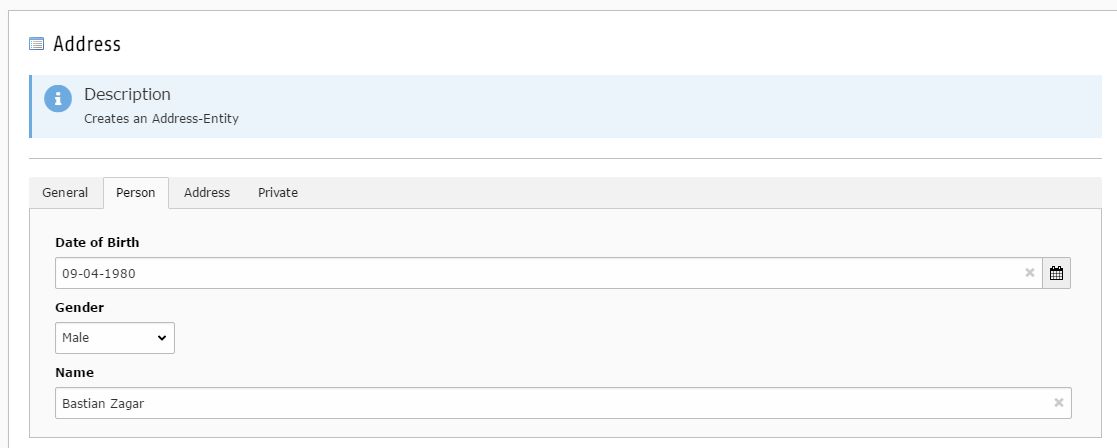 Address
Description
Creates an Address-Entity
General Person Address Private
Date of Birth
09-04-1980
Gender
Male
Name
Bastian Zagar